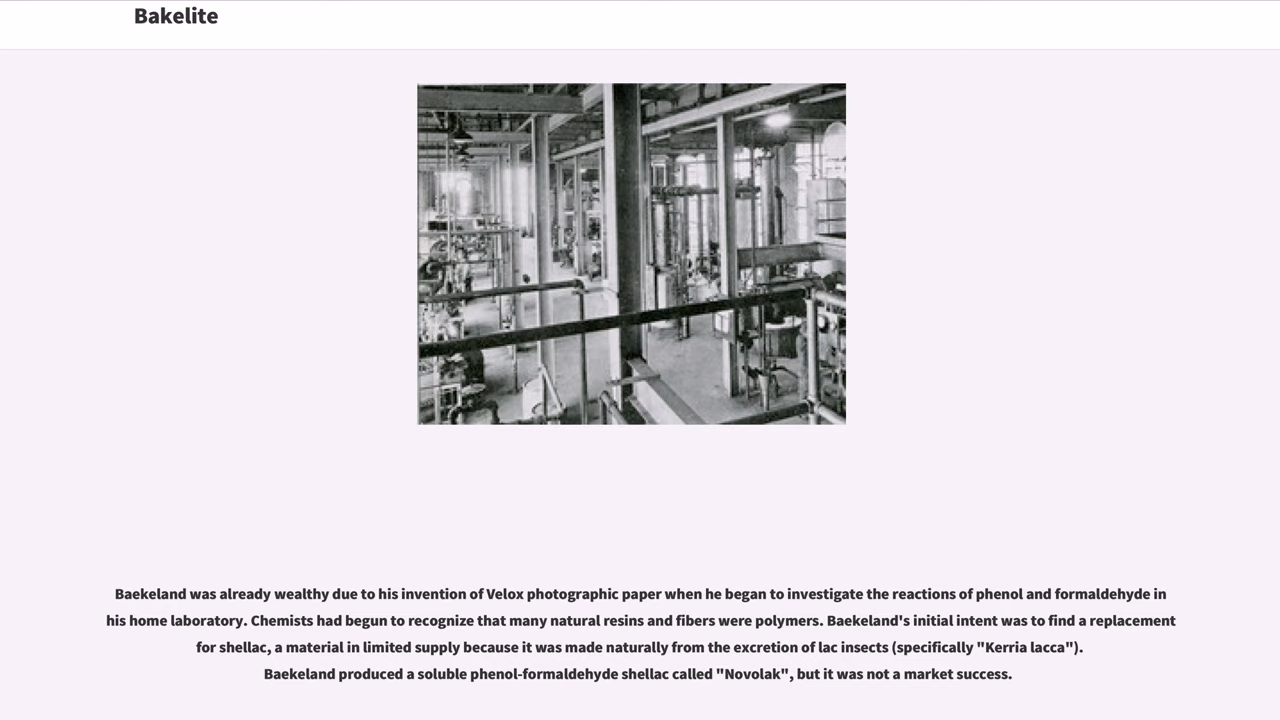 Bakelite
Baekeland was already wealthy due to his invention of Velox photographic paper when he began to investigate the reactions of phenol and formaldehyde in
his home laboratory. Chemists had begun to recognize that many natural resins and fibers were polymers. Baekeland's initial intent was to find a replacement
for shellac, a material in limited supply because it was made naturally from the excretion of lac insects (specifically "Kerria lacca").
Baekeland produced a soluble phenol-formaldehyde shellac called "Novolak", but it was not a market success.